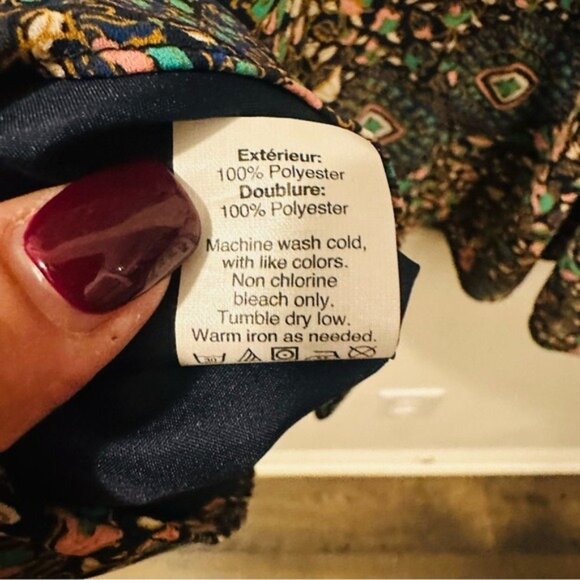 Extérieur:
100% Polyester
Doublure:
100% Polyester
Machine wash cold,
with like colors.
Non chlorine
bleach only.
Tumble dry low.
Warm iron as needed.
30